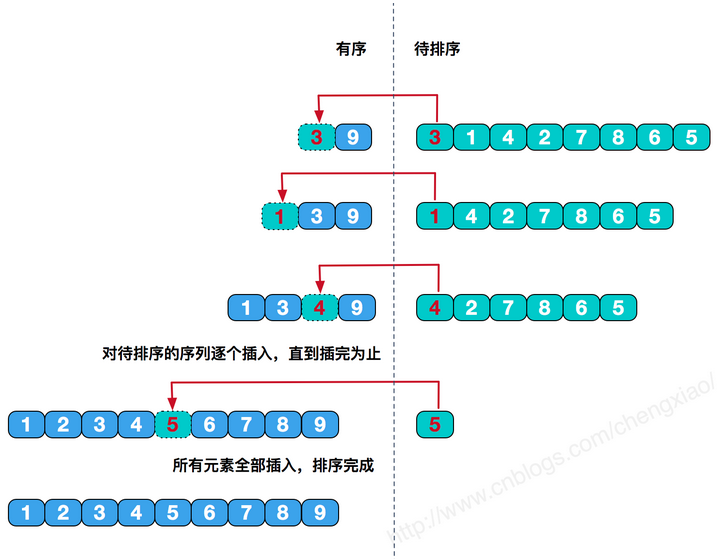 有序 待排序
3 9 3 1 4 2 7 8 6 5
1 3 9 1 4 2 7 8 6 5
1 3 4 9 4 2 7 8 6 5
对待排序的序列逐个插入，直到插完为止
1 2 3 4 5 6 7 8 9 5
所有元素全部插入，排序完成
1 2 3 4 5 6 7 8 9
http://www.cnblogs.com/chengxiao/